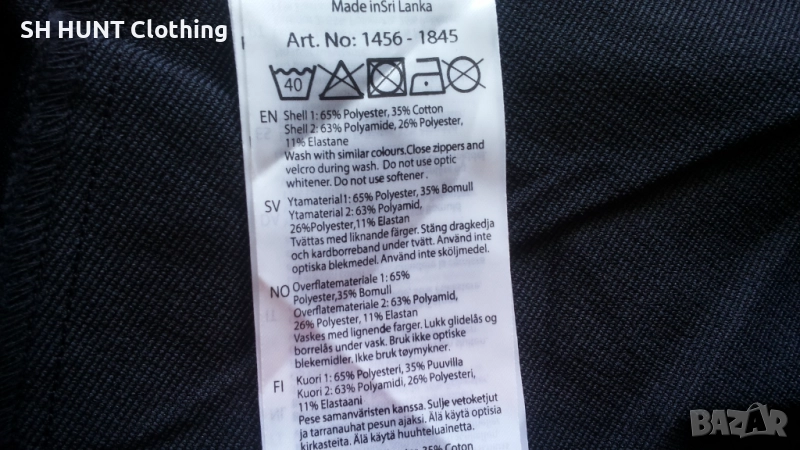 SH HUNT Clothing
Made inSri Lanka
Art. No: 1456 - 1845
40
EN Shell 1: 65% Polyester, 35% Cotton
Shell 2: 63% Polyamide, 26% Polyester,
11% Elastane
Wash with similar colours.Close zippers and
velcro during wash. Do not use optic
whitener. Do not use softener.
SV Ytamaterial1: 65% Polyester, 35% Bomull
Ytamaterial 2: 63% Polyamid,
26%Polyester,11% Elastan
Tvättas med liknande färger. Stäng dragkedja
och kardborreband under tvätt. Använd inte
optiska blekmedel. Använd inte sköljmedel.
NO Overflatematerale 1: 65%
Polyester,35% Bomull
Overflatemateriale 2: 63% Polyamid,
26% Polyester, 11% Elastan
Vaskes med lignende farger. Lukk glidelås og
borrelås under vask. Bruk ikke optiske
blekemidler. Ikke bruk tøymykner.
FI Kuori 1: 65% Polyesteri, 35% Puuvilla
Kuori 2: 63% Polyamidi, 26% Polyesteri,
11% Elastaani
Pese samanväristen kanssa. Sulje vetoketjut
ja tarranauhat pesun ajaksi. Älä käytä optisia
kirkasteita. Älä käytä huuhteluainetta.
35% Coton
BAZAR